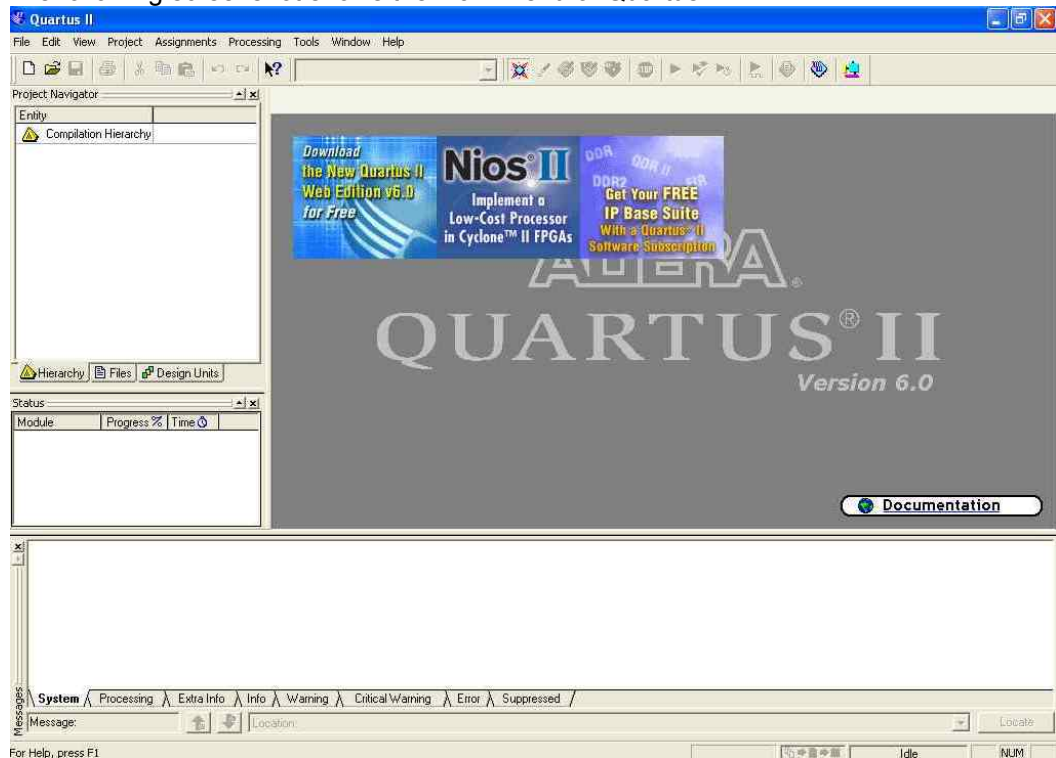 Quartus II
File Edit View Project Assignments Processing Tools Window Help
Project Navigator
Entity
Compilation Hierarchy
Download
the New Quartus II
Web Edition v6.0
for Free
Nios II
Implement a
Low-Cost Processor
in Cyclone™ II FPGAs
DDR
DDR II
DDR2
FIR
Get Your FREE
IP Base Suite
With a Quartus® II
Software Subscription
ALTERA®
QUARTUS® II
Version 6.0
Hierarchy Files Design Units
Status
Module Progress % Time
Documentation
Messages
System Processing Extra Info Info Warning Critical Warning Error Suppressed
Message: Location: Locate
For Help, press F1 Idle NUM